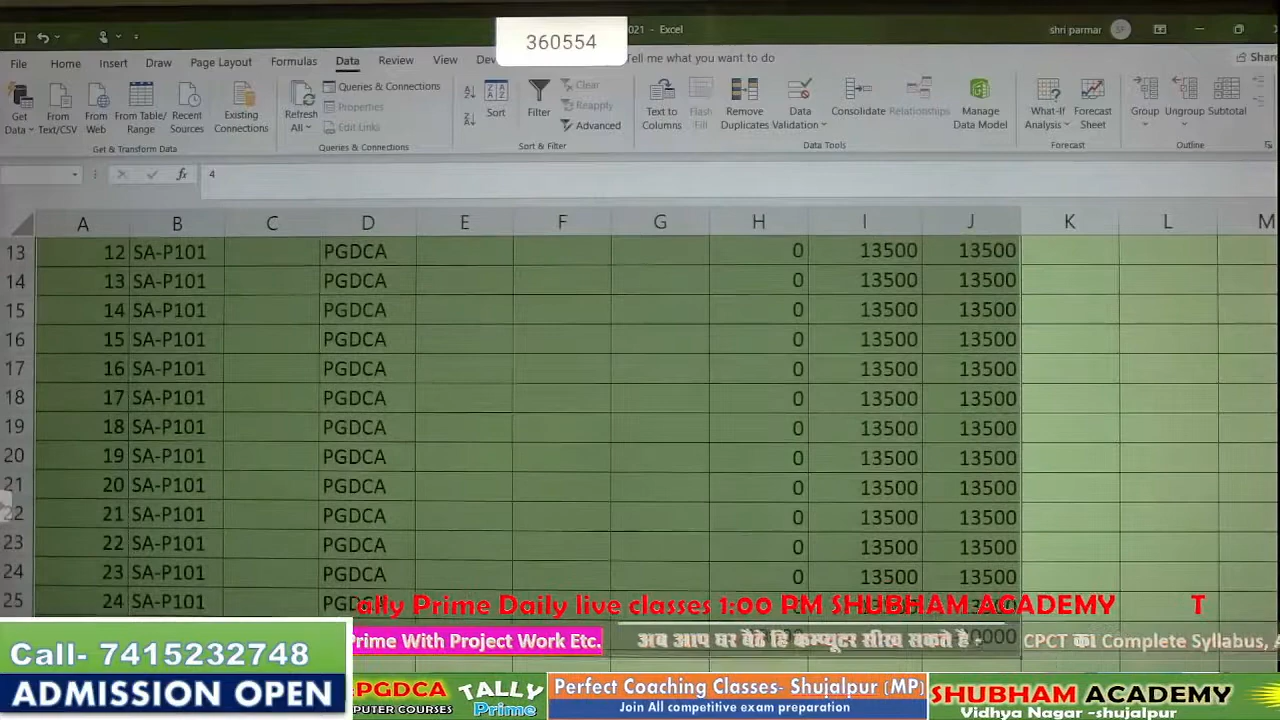 360554
021 - Excel
shri parmar
File Home Insert Draw Page Layout Formulas Data Review View Tell me what you want to do Share
Get Data From Text/CSV From Web From Table/Range Recent Sources Existing Connections
Get & Transform Data
Refresh All Queries & Connections Properties Edit Links
Queries & Connections
Sort Filter Clear Reapply Advanced
Sort & Filter
Text to Columns Flash Fill Remove Duplicates Data Validation Consolidate Relationships Manage Data Model
Data Tools
What-If Analysis Forecast Sheet
Forecast
Group Ungroup Subtotal
Outline
fx 4
A B C D E F G H I J K L M
13 12 SA-P101 PGDCA 0 13500 13500
14 13 SA-P101 PGDCA 0 13500 13500
15 14 SA-P101 PGDCA 0 13500 13500
16 15 SA-P101 PGDCA 0 13500 13500
17 16 SA-P101 PGDCA 0 13500 13500
18 17 SA-P101 PGDCA 0 13500 13500
19 18 SA-P101 PGDCA 0 13500 13500
20 19 SA-P101 PGDCA 0 13500 13500
21 20 SA-P101 PGDCA 0 13500 13500
22 21 SA-P101 PGDCA 0 13500 13500
23 22 SA-P101 PGDCA 0 13500 13500
24 23 SA-P101 PGDCA 0 13500 13500
25 24 SA-P101
ally Prime Daily live classes 1:00 PM SHUBHAM ACADEMY T
Prime With Project Work Etc. अब आप घर बैठे हि कम्प्यूटर सीख सकते है - CPCT का Complete Syllabus, A
Call- 7415232748
ADMISSION OPEN
PGDCA
PUTER COURSES
TALLY
Prime
Perfect Coaching Classes- Shujalpur (MP)
Join All competitive exam preparation
SHUBHAM ACADEMY
Vidhya Nagar -shujalpur